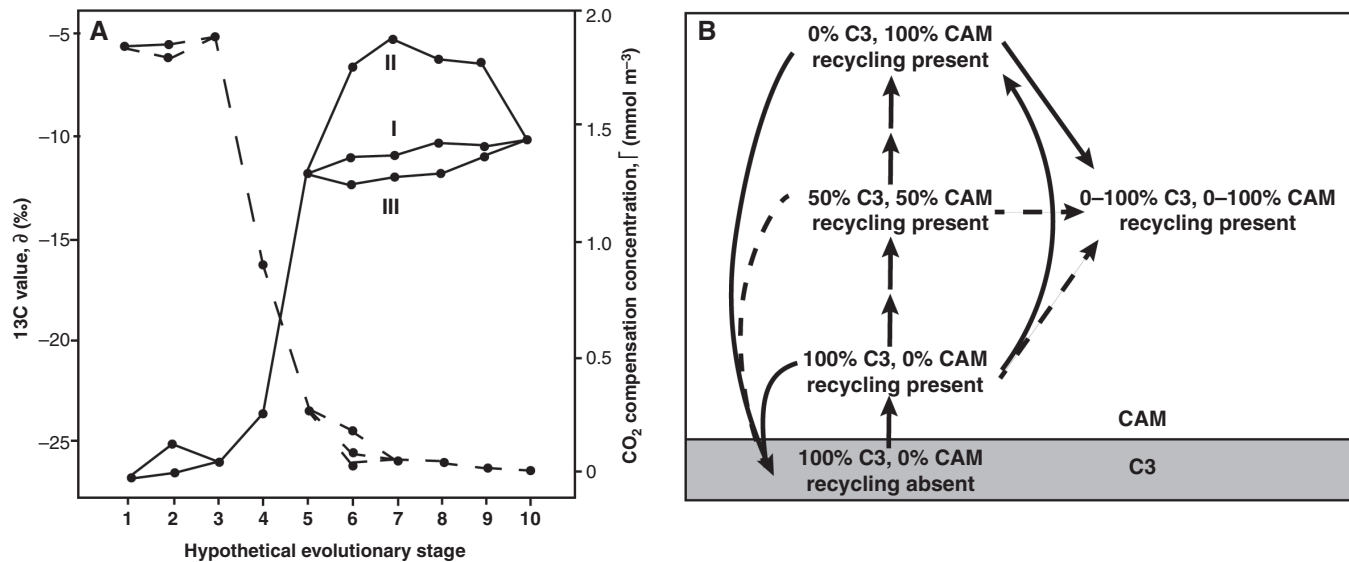 A
−5
−10
−15
−20
−25
13C value, ∂ (‰)
II
I
III
2.0
1.5
1.0
0.5
0
CO₂ compensation concentration, Γ (mmol m⁻³)
1 2 3 4 5 6 7 8 9 10
Hypothetical evolutionary stage
B
0% C3, 100% CAM
recycling present
50% C3, 50% CAM
recycling present
0–100% C3, 0–100% CAM
recycling present
100% C3, 0% CAM
recycling present
CAM
100% C3, 0% CAM
recycling absent
C3